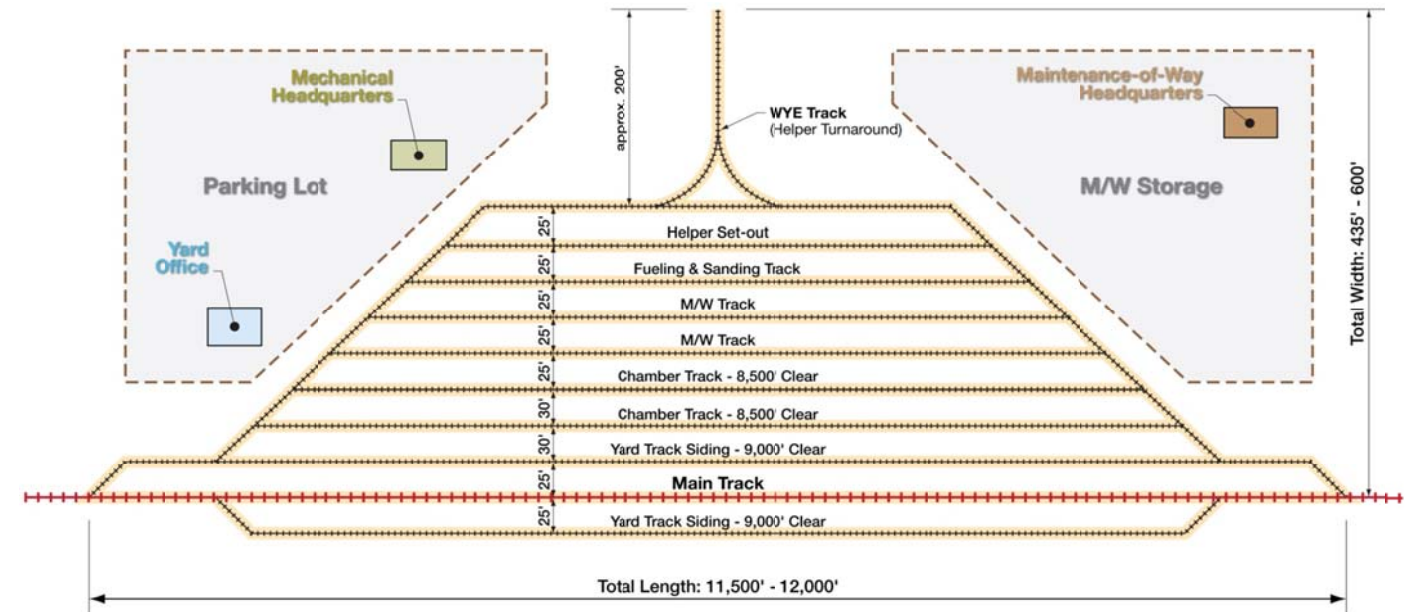 Mechanical
Headquarters
Parking Lot
Yard
Office
approx. 200'
WYE Track
(Helper Turnaround)
Maintenance-of-Way
Headquarters
M/W Storage
Total Width: 435' - 600'
25'
Helper Set-out
25'
Fueling & Sanding Track
25'
M/W Track
25'
M/W Track
25'
Chamber Track - 8,500' Clear
30'
Chamber Track - 8,500' Clear
30'
Yard Track Siding - 9,000' Clear
25'
Main Track
25'
Yard Track Siding - 9,000' Clear
Total Length: 11,500' - 12,000'